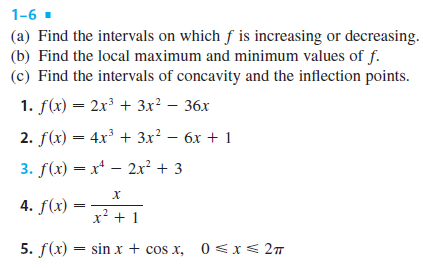 1–6 ▪
(a) Find the intervals on which f is increasing or decreasing.
(b) Find the local maximum and minimum values of f.
(c) Find the intervals of concavity and the inflection points.
1. f(x) = 2x³ + 3x² − 36x
2. f(x) = 4x³ + 3x² − 6x + 1
3. f(x) = x⁴ − 2x² + 3
4. f(x) = x / (x² + 1)
5. f(x) = sin x + cos x, 0 ≤ x ≤ 2π